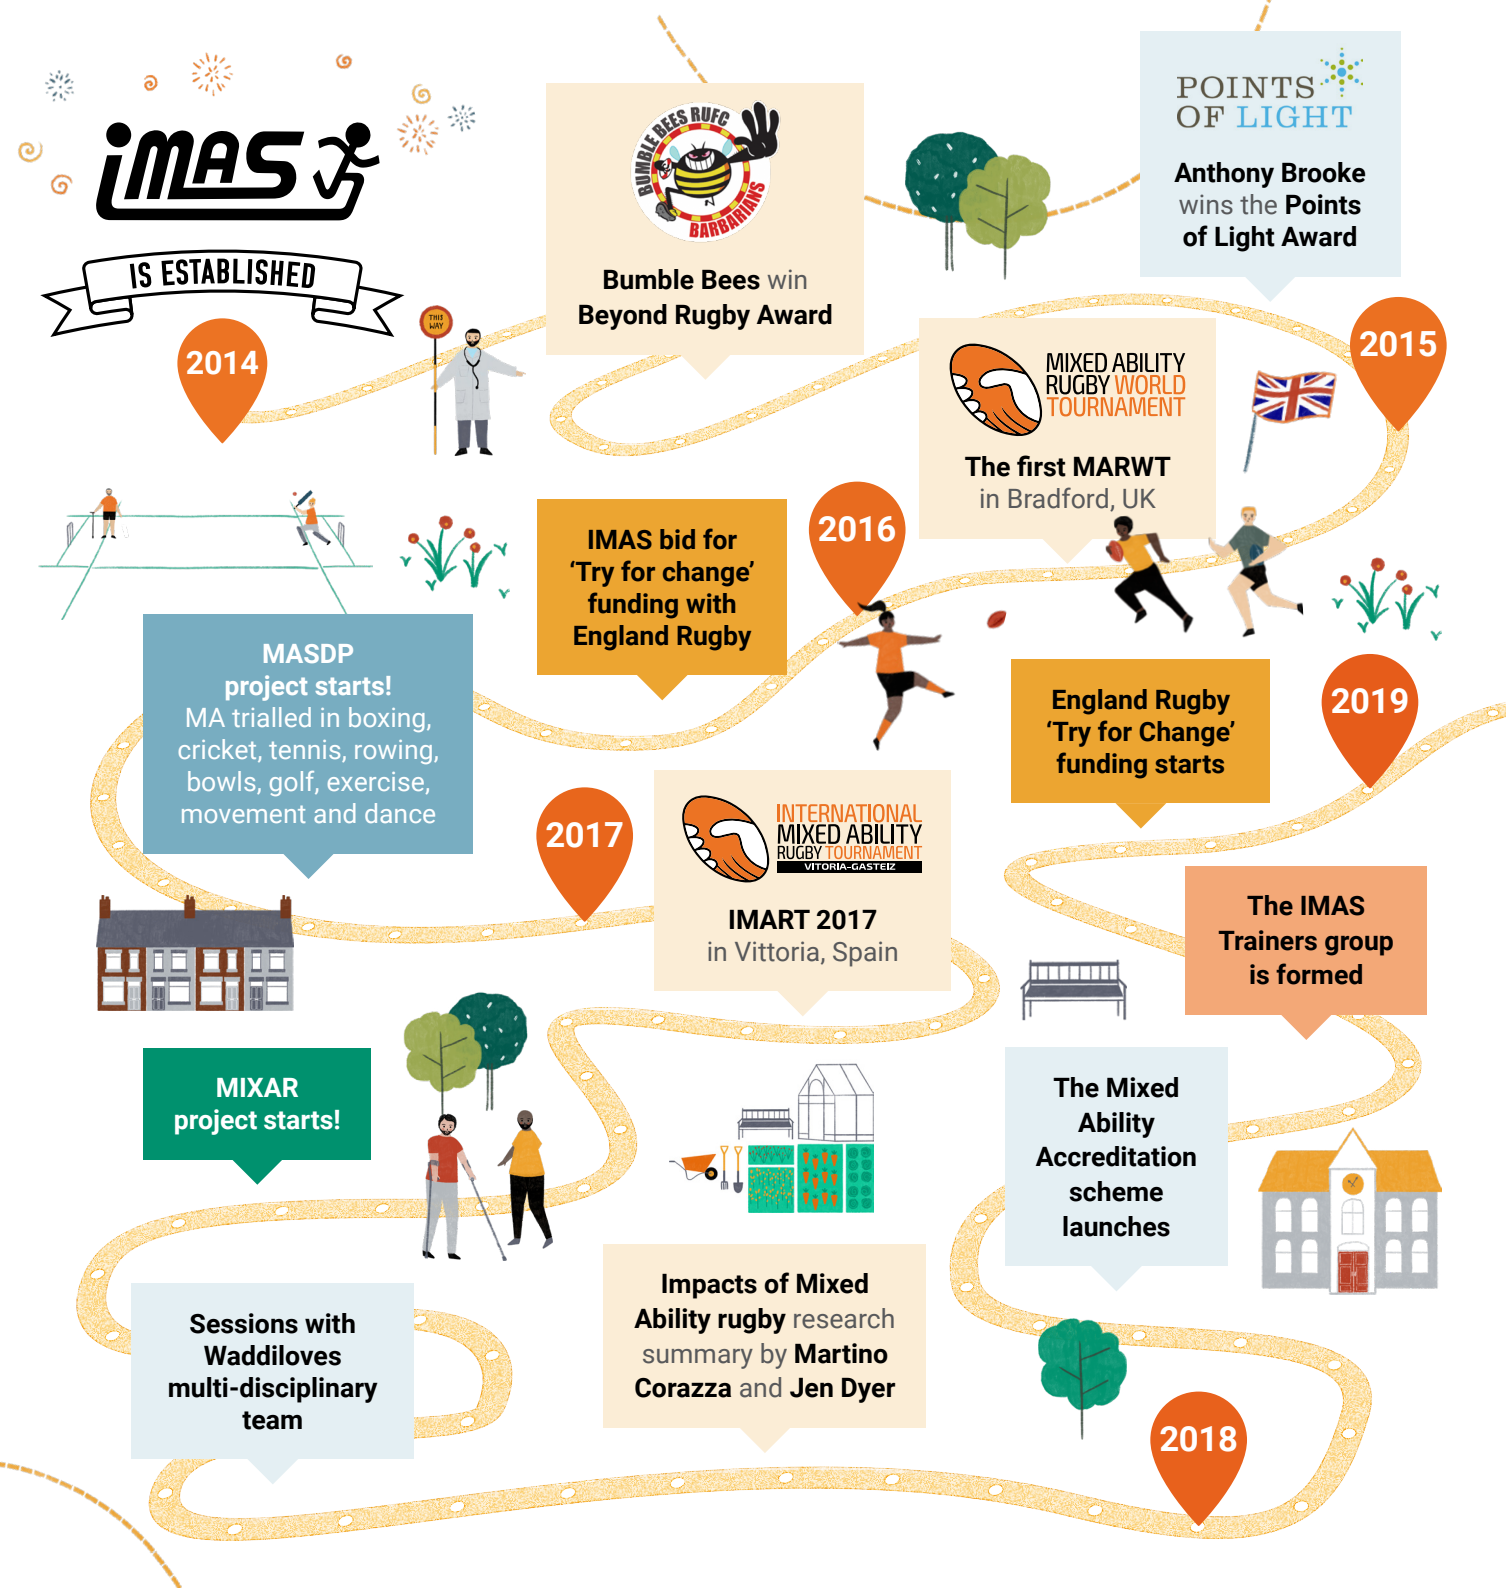 iMAS
IS ESTABLISHED
2014
THIS
WAY
BUMBLE BEES RUFC
BARBARIANS
Bumble Bees win
Beyond Rugby Award
POINTS
OF LIGHT
Anthony Brooke
wins the Points
of Light Award
2015
MIXED ABILITY
RUGBY WORLD
TOURNAMENT
The first MARWT
in Bradford, UK
2016
IMAS bid for
‘Try for change’
funding with
England Rugby
MASDP
project starts!
MA trialled in boxing,
cricket, tennis, rowing,
bowls, golf, exercise,
movement and dance
2017
INTERNATIONAL
MIXED ABILITY
RUGBY TOURNAMENT
VITORIA-GASTEIZ
IMART 2017
in Vittoria, Spain
MIXAR
project starts!
Sessions with
Waddiloves
multi-disciplinary
team
Impacts of Mixed
Ability rugby research
summary by Martino
Corazza and Jen Dyer
2018
The Mixed
Ability
Accreditation
scheme
launches
The IMAS
Trainers group
is formed
England Rugby
‘Try for Change’
funding starts
2019